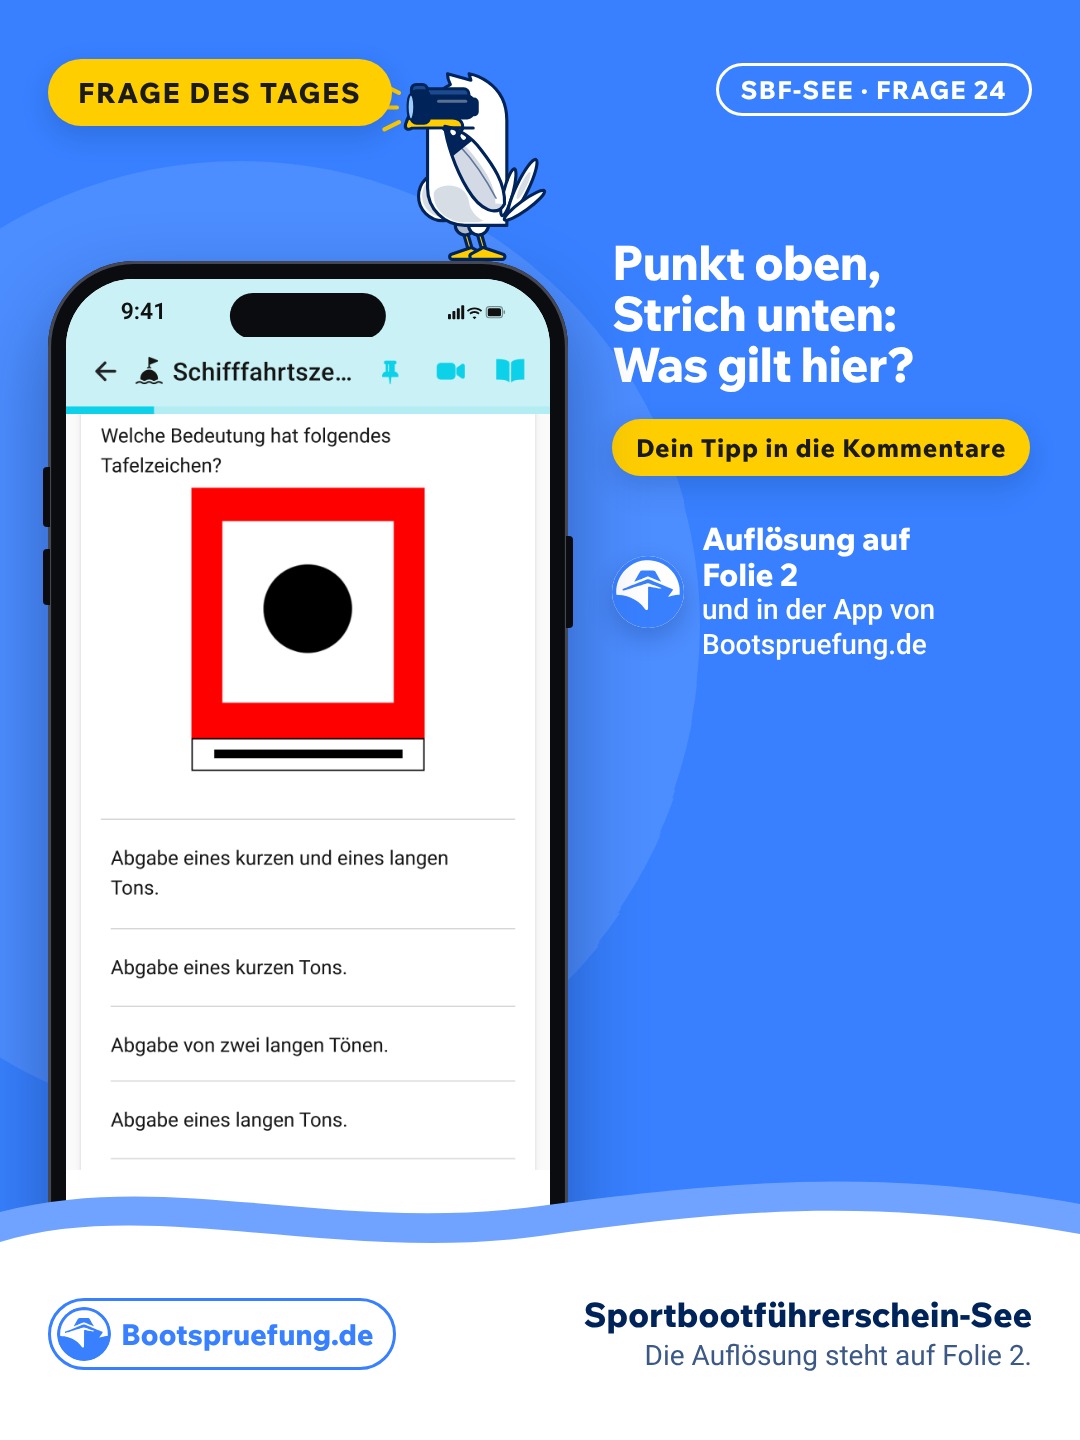 FRAGE DES TAGES
SBF-SEE · FRAGE 24
Punkt oben,
Strich unten:
Was gilt hier?
Dein Tipp in die Kommentare
Auflösung auf
Folie 2
und in der App von
Bootspruefung.de
9:41
Schifffahrtsze...
Welche Bedeutung hat folgendes
Tafelzeichen?
Abgabe eines kurzen und eines langen
Tons.
Abgabe eines kurzen Tons.
Abgabe von zwei langen Tönen.
Abgabe eines langen Tons.
Bootspruefung.de
Sportbootführerschein-See
Die Auflösung steht auf Folie 2.